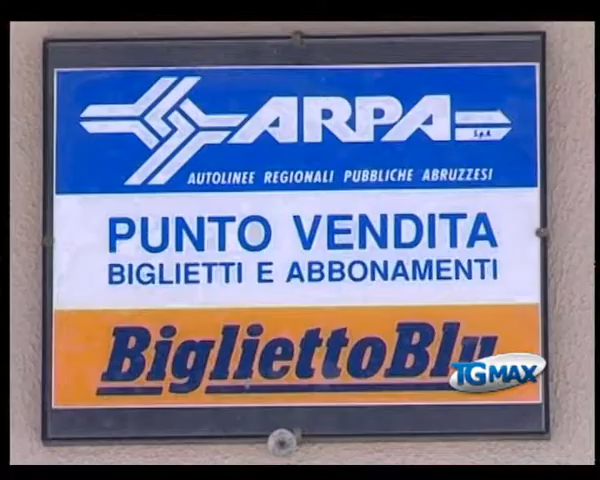 ARPA
S.p.A
AUTOLINEE REGIONALI PUBBLICHE ABRUZZESI
PUNTO VENDITA
BIGLIETTI E ABBONAMENTI
BigliettoBlu
TGMAX